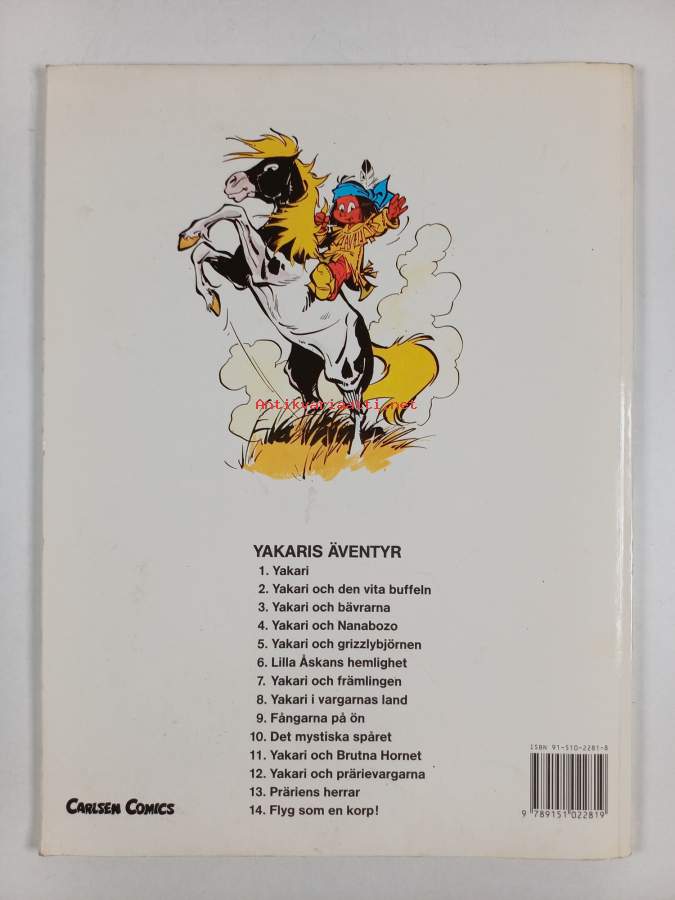 Antikvariaatti.net
YAKARIS ÄVENTYR
1. Yakari
2. Yakari och den vita buffeln
3. Yakari och bävrarna
4. Yakari och Nanabozo
5. Yakari och grizzlybjörnen
6. Lilla Åskans hemlighet
7. Yakari och främlingen
8. Yakari i vargarnas land
9. Fångarna på ön
10. Det mystiska spåret
11. Yakari och Brutna Hornet
12. Yakari och prärievargarna
13. Präriens herrar
14. Flyg som en korp!
CARLSEN COMICS
ISBN 91-510-2281-8
9 789151 022819